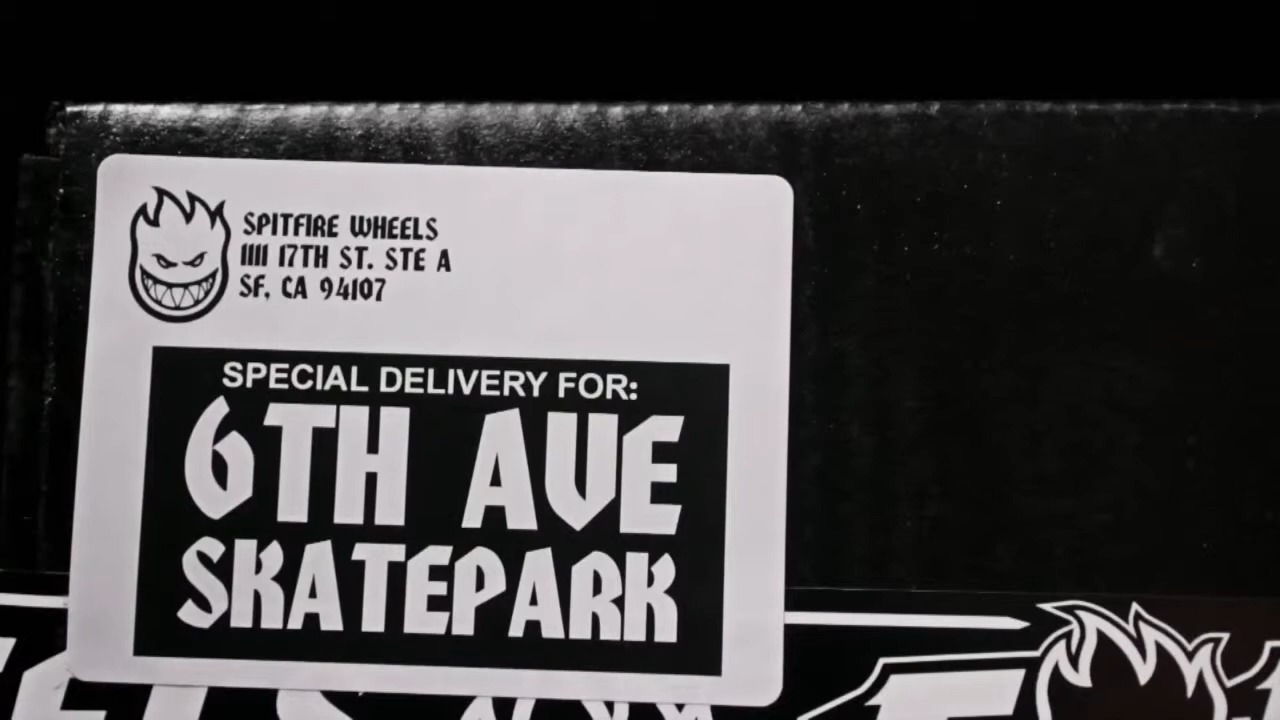 SPITFIRE WHEELS
1111 17TH ST. STE A
SF, CA 94107
SPECIAL DELIVERY FOR:
6TH AVE
SKATEPARK